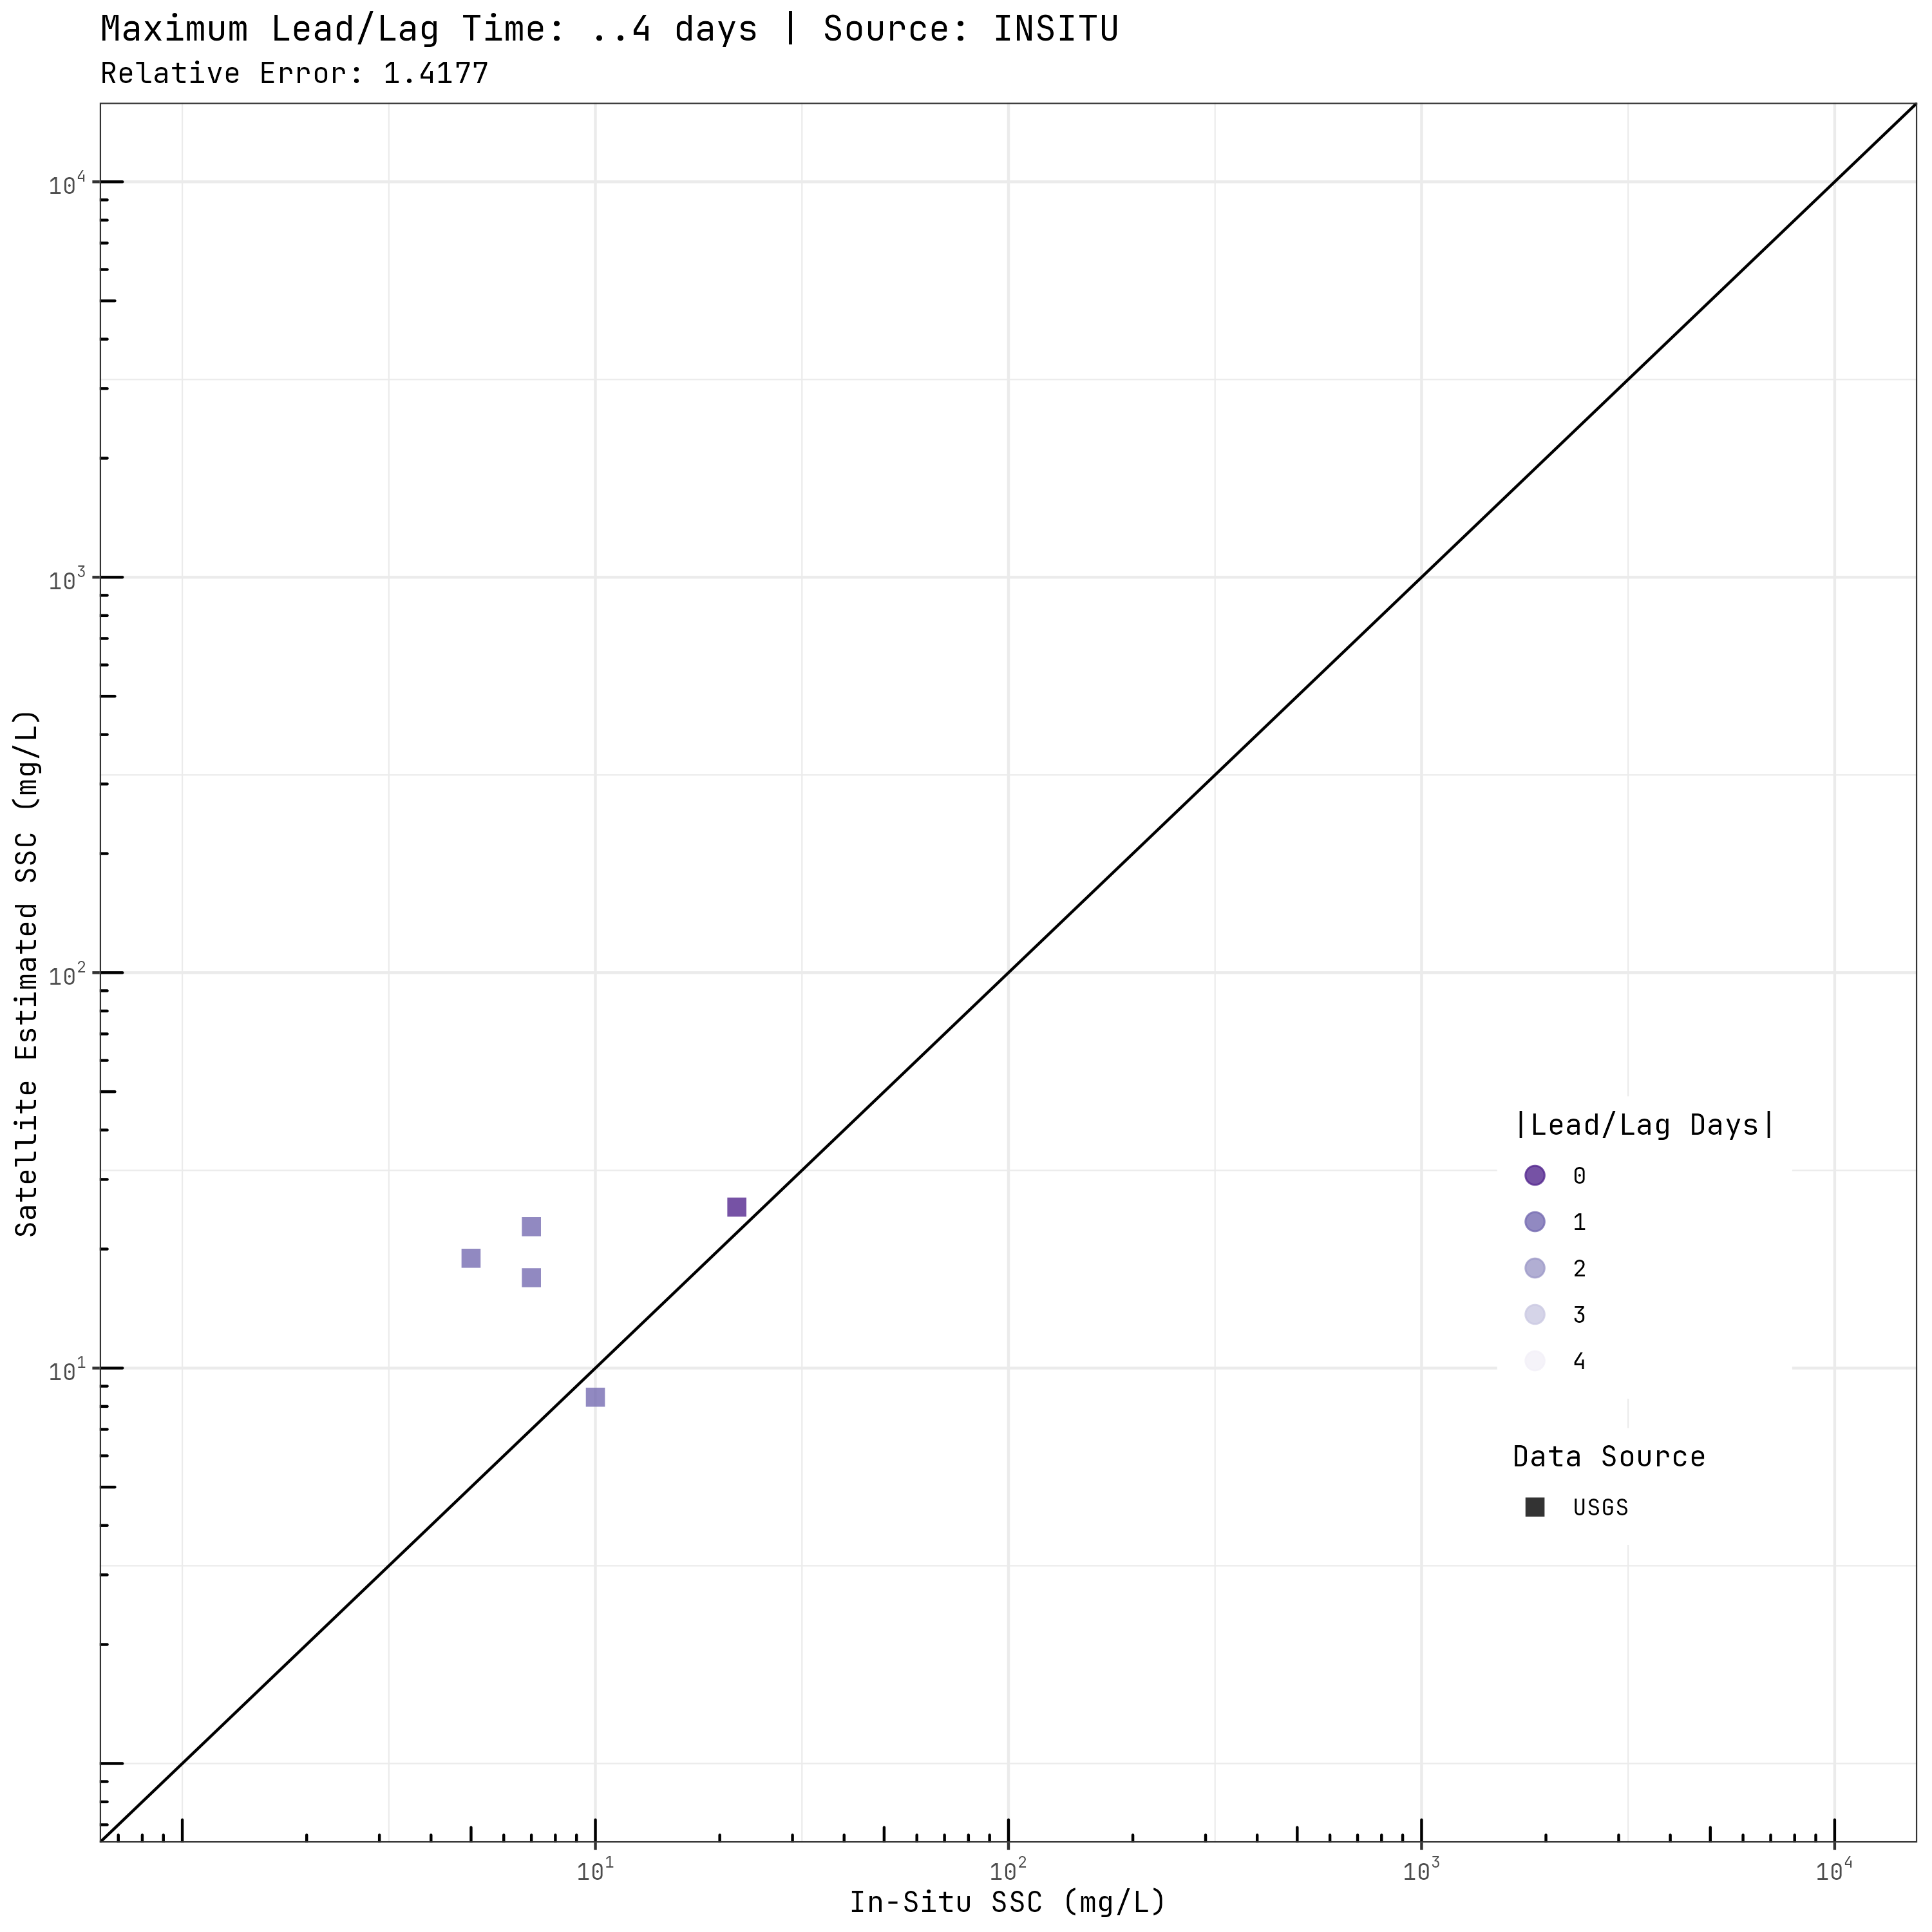 Maximum Lead/Lag Time: ..4 days | Source: INSITU
Relative Error: 1.4177
Satellite Estimated SSC (mg/L)
10⁴
10³
10²
10¹
|Lead/Lag Days|
0
1
2
3
4
Data Source
USGS
10¹ 10² 10³ 10⁴
In-Situ SSC (mg/L)